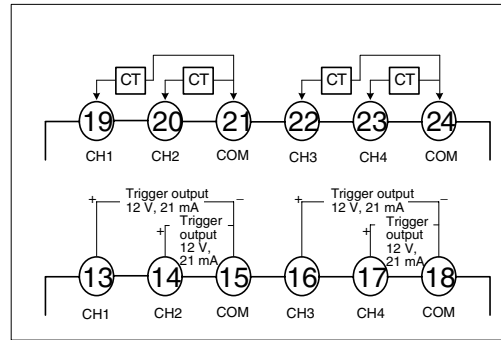 CT CT CT CT
19 20 21 22 23 24
CH1 CH2 COM CH3 CH4 COM
+ Trigger output − + Trigger output −
12 V, 21 mA 12 V, 21 mA
+ Trigger − + Trigger −
output output
12 V, 12 V,
21 mA 21 mA
13 14 15 16 17 18
CH1 CH2 COM CH3 CH4 COM